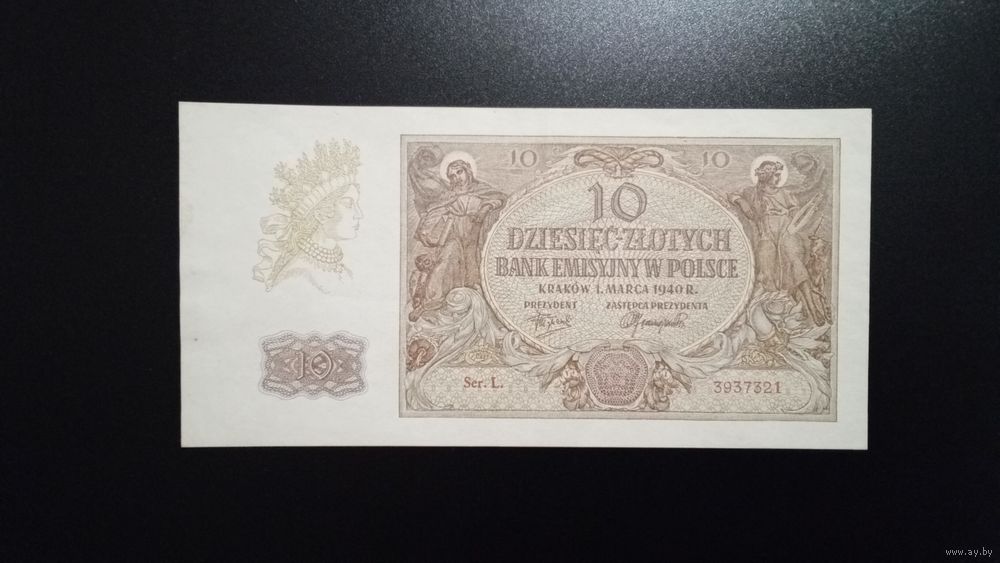 10 10
10
DZIESIĘĆ·ZŁOTYCH
BANK EMISYJNY W POLSCE
KRAKÓW 1. MARCA 1940 R.
PREZYDENT ZASTĘPCA PREZYDENTA
10
Ser. L. 3937321
www.ay.by